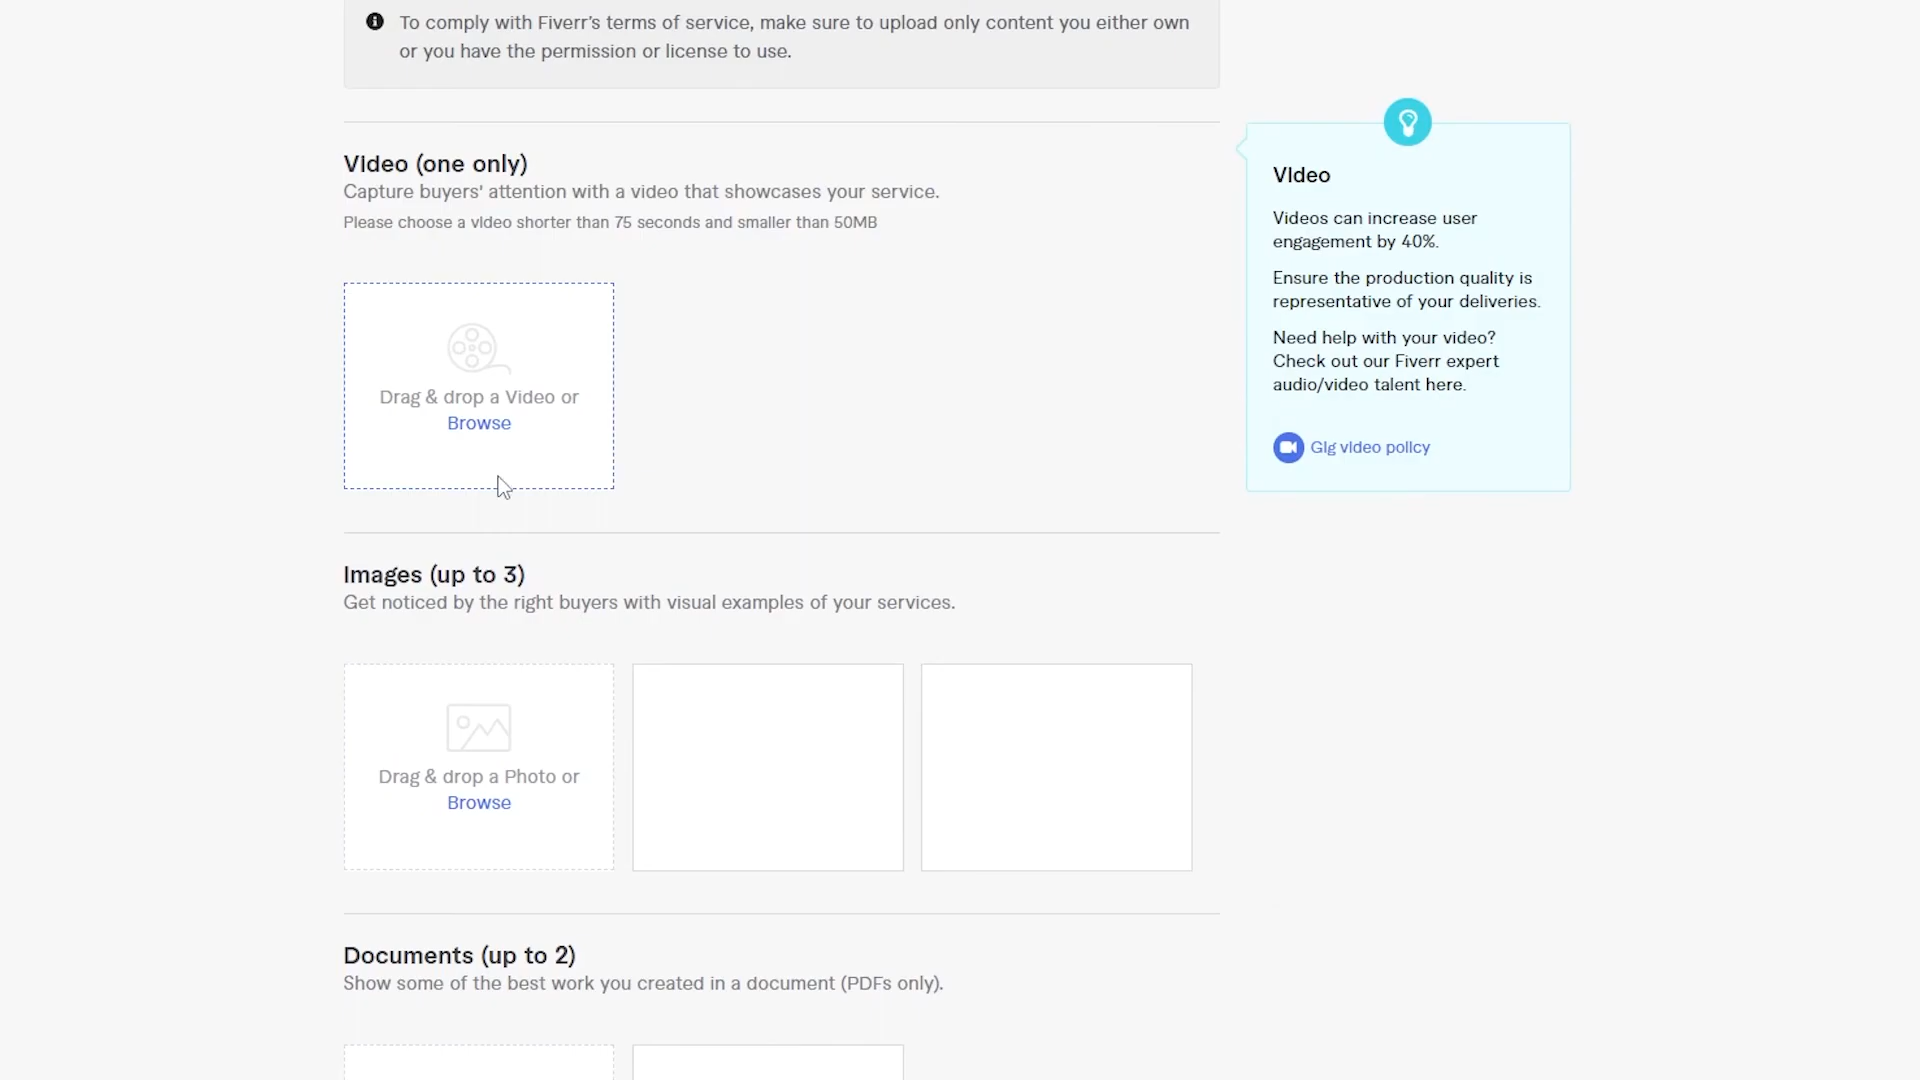 To comply with Fiverr's terms of service, make sure to upload only content you either own
or you have the permission or license to use.
Video (one only)
Capture buyers' attention with a video that showcases your service.
Please choose a video shorter than 75 seconds and smaller than 50MB
Drag & drop a Video or
Browse
Video
Videos can increase user
engagement by 40%.
Ensure the production quality is
representative of your deliveries.
Need help with your video?
Check out our Fiverr expert
audio/video talent here.
Gig video policy
Images (up to 3)
Get noticed by the right buyers with visual examples of your services.
Drag & drop a Photo or
Browse
Documents (up to 2)
Show some of the best work you created in a document (PDFs only).